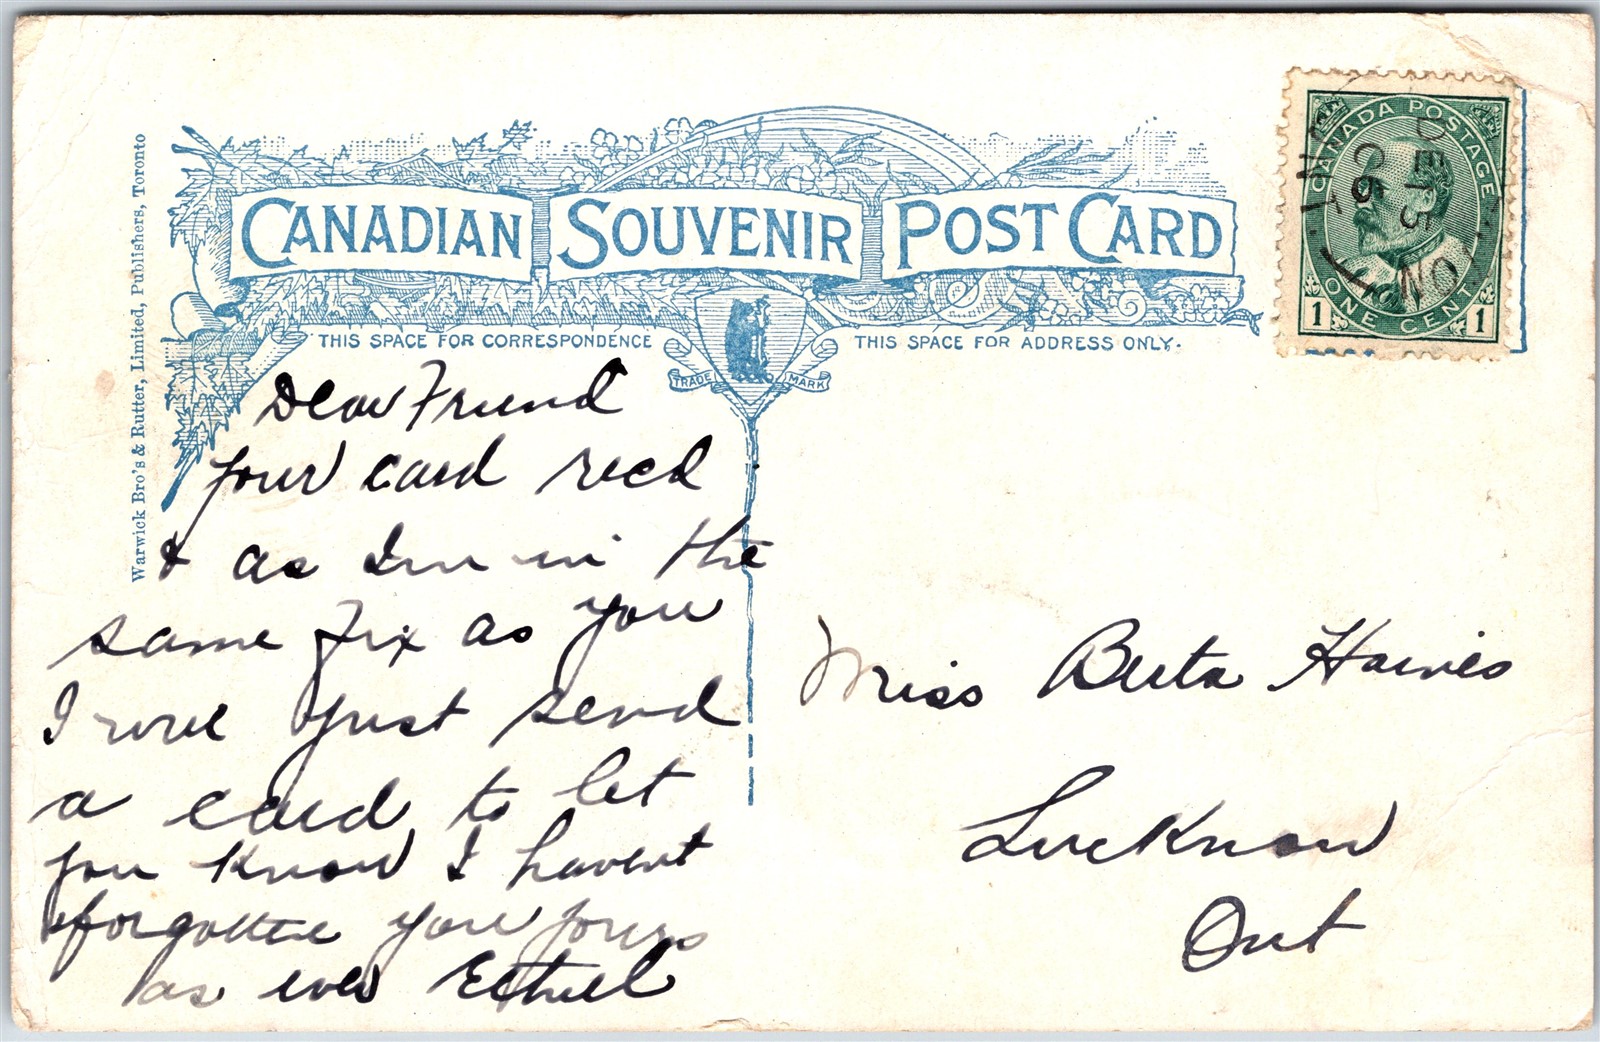 CANADIAN SOUVENIR POST CARD
THIS SPACE FOR CORRESPONDENCE
THIS SPACE FOR ADDRESS ONLY.
TRADE MARK
Warwick Bro's & Rutter, Limited, Publishers, Toronto
CANADA POSTAGE
1 ONE CENT 1
ONT
Dear Friend
your card recd
& as Im in the
same fix as you
I will just send
a card to let
you know I havent
forgotten you yours
as ever Ethel
Miss Berta Haines
Lucknow
Ont